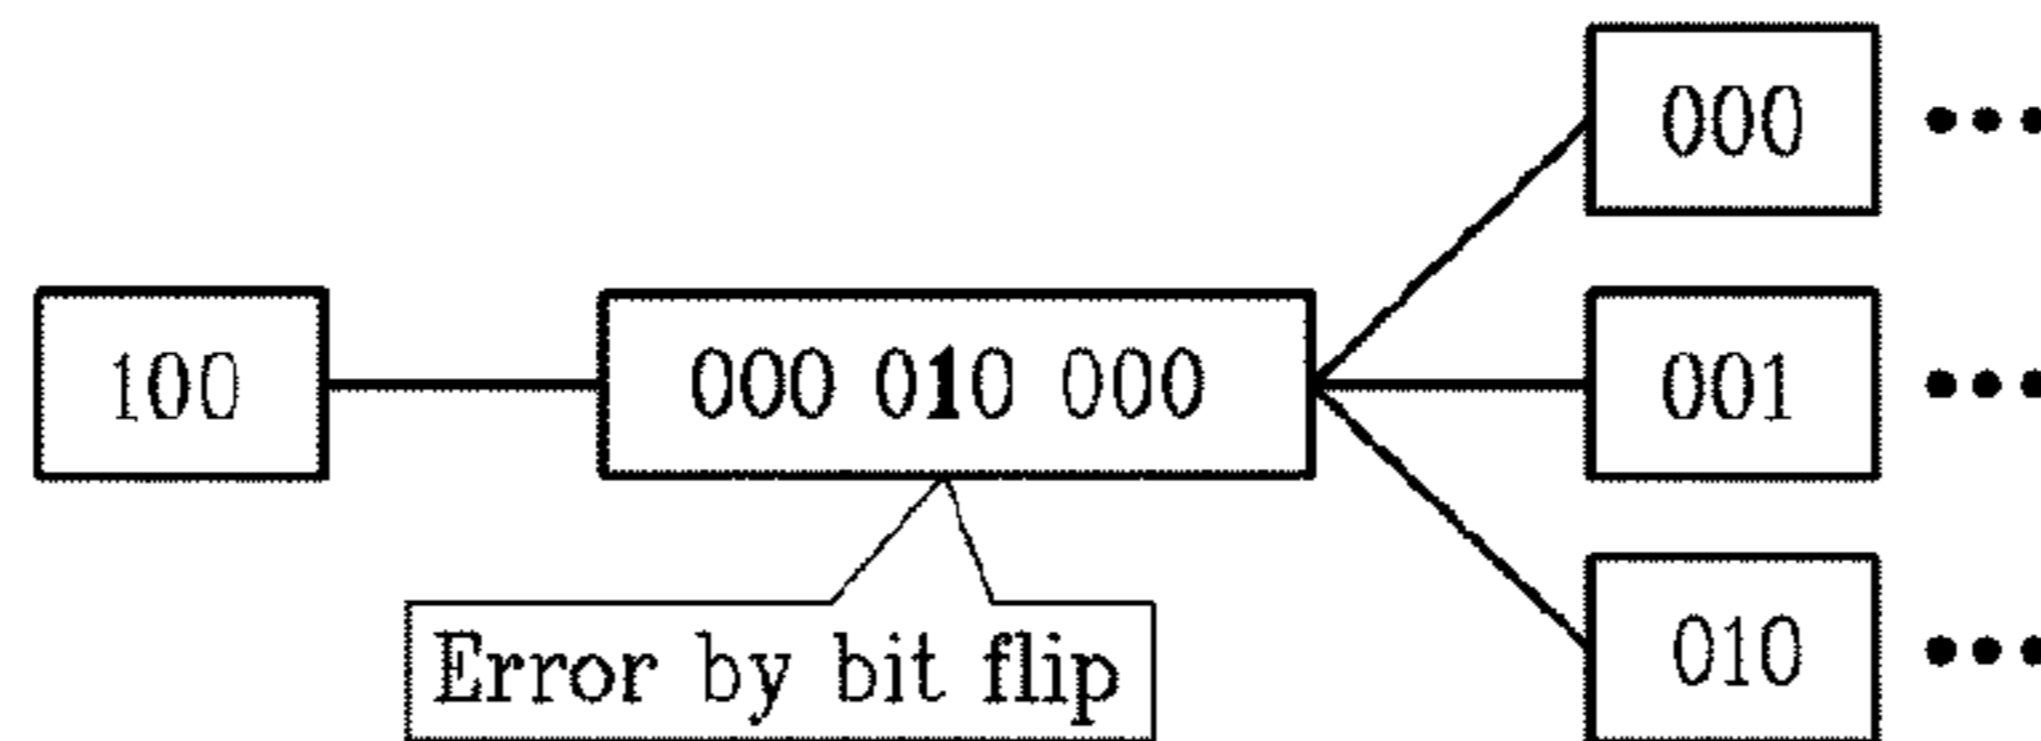 000 •••
100
000 010 000
001 •••
Error by bit flip
010 •••